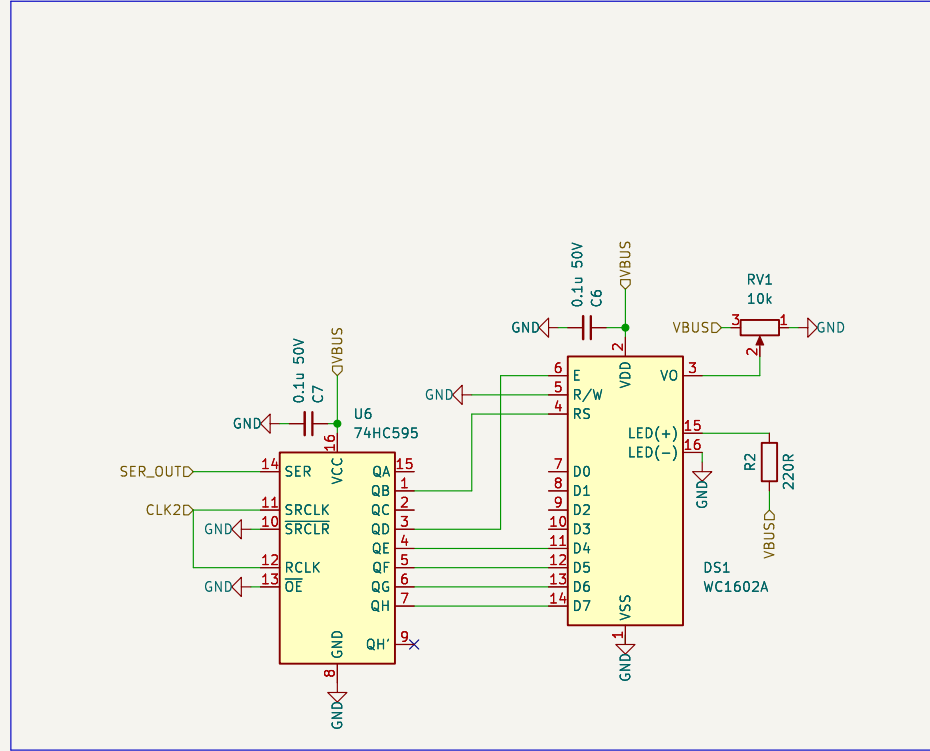 0.1u 50V
C6
VBUS
RV1
10k
GND
2
VBUS
3
1
GND
2
0.1u 50V
C7
VBUS
6
E
VDD
VO
3
GND
5
R/W
4
RS
GND
16
U6
74HC595
LED(+)
15
LED(-)
16
R2
220R
GND
VBUS
SER_OUT
14
SER
VCC
QA
15
7
D0
QB
1
8
D1
CLK2
11
SRCLK
QC
2
9
D2
GND
10
SRCLR
QD
3
10
D3
QE
4
11
D4
12
RCLK
QF
5
12
D5
GND
13
OE
QG
6
13
D6
QH
7
14
D7
DS1
WC1602A
VSS
1
GND
GND
QH'
9
8
GND